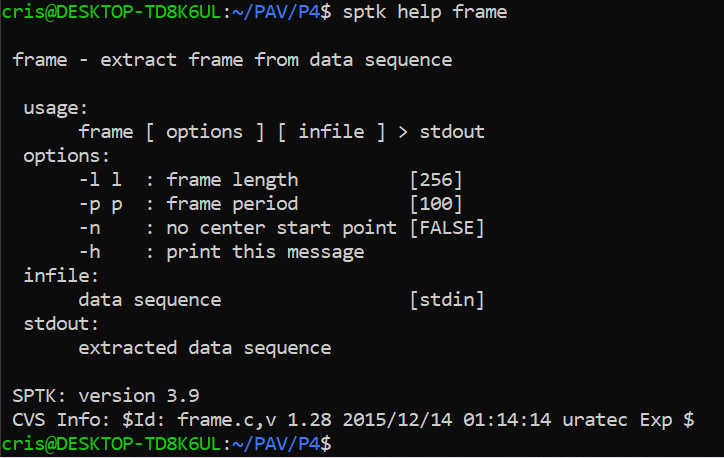 cris@DESKTOP-TD8K6UL:~/PAV/P4$ sptk help frame
frame - extract frame from data sequence
usage:
frame [ options ] [ infile ] > stdout
options:
-l l : frame length [256]
-p p : frame period [100]
-n : no center start point [FALSE]
-h : print this message
infile:
data sequence [stdin]
stdout:
extracted data sequence
SPTK: version 3.9
CVS Info: $Id: frame.c,v 1.28 2015/12/14 01:14:14 uratec Exp $
cris@DESKTOP-TD8K6UL:~/PAV/P4$